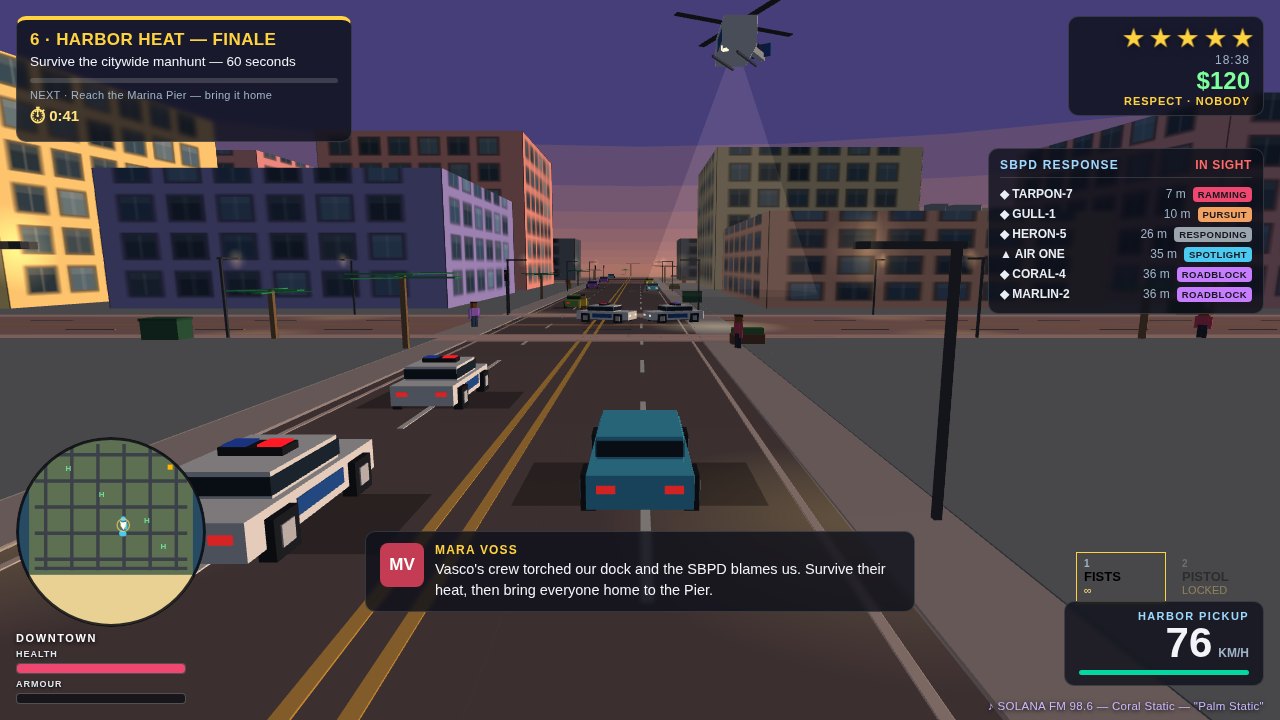 6 · HARBOR HEAT — FINALE
Survive the citywide manhunt — 60 seconds
NEXT · Reach the Marina Pier — bring it home
⏱ 0:41
★ ★ ★ ★ ★
18:38
$120
RESPECT · NOBODY
SBPD RESPONSE IN SIGHT
◆ TARPON-7 7 m RAMMING
◆ GULL-1 10 m PURSUIT
◆ HERON-5 26 m RESPONDING
▲ AIR ONE 35 m SPOTLIGHT
◆ CORAL-4 36 m ROADBLOCK
◆ MARLIN-2 36 m ROADBLOCK
H
H
H
H
DOWNTOWN
HEALTH
ARMOUR
MV
MARA VOSS
Vasco's crew torched our dock and the SBPD blames us. Survive their
heat, then bring everyone home to the Pier.
1
FISTS
∞
2
PISTOL
LOCKED
HARBOR PICKUP
76 KM/H
♪ SOLANA FM 98.6 — Coral Static — "Palm Static"